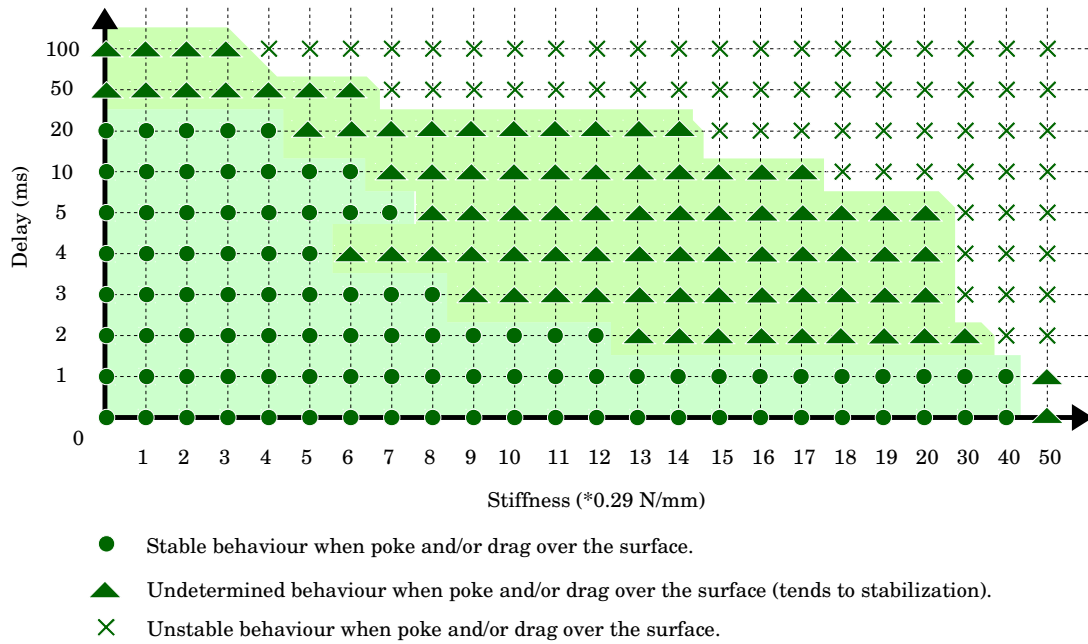 100
50
20
10
5
4
3
2
1
0
Delay (ms)
1 2 3 4 5 6 7 8 9 10 11 12 13 14 15 16 17 18 19 20 30 40 50
Stiffness (*0.29 N/mm)
Stable behaviour when poke and/or drag over the surface.
Undetermined behaviour when poke and/or drag over the surface (tends to stabilization).
Unstable behaviour when poke and/or drag over the surface.